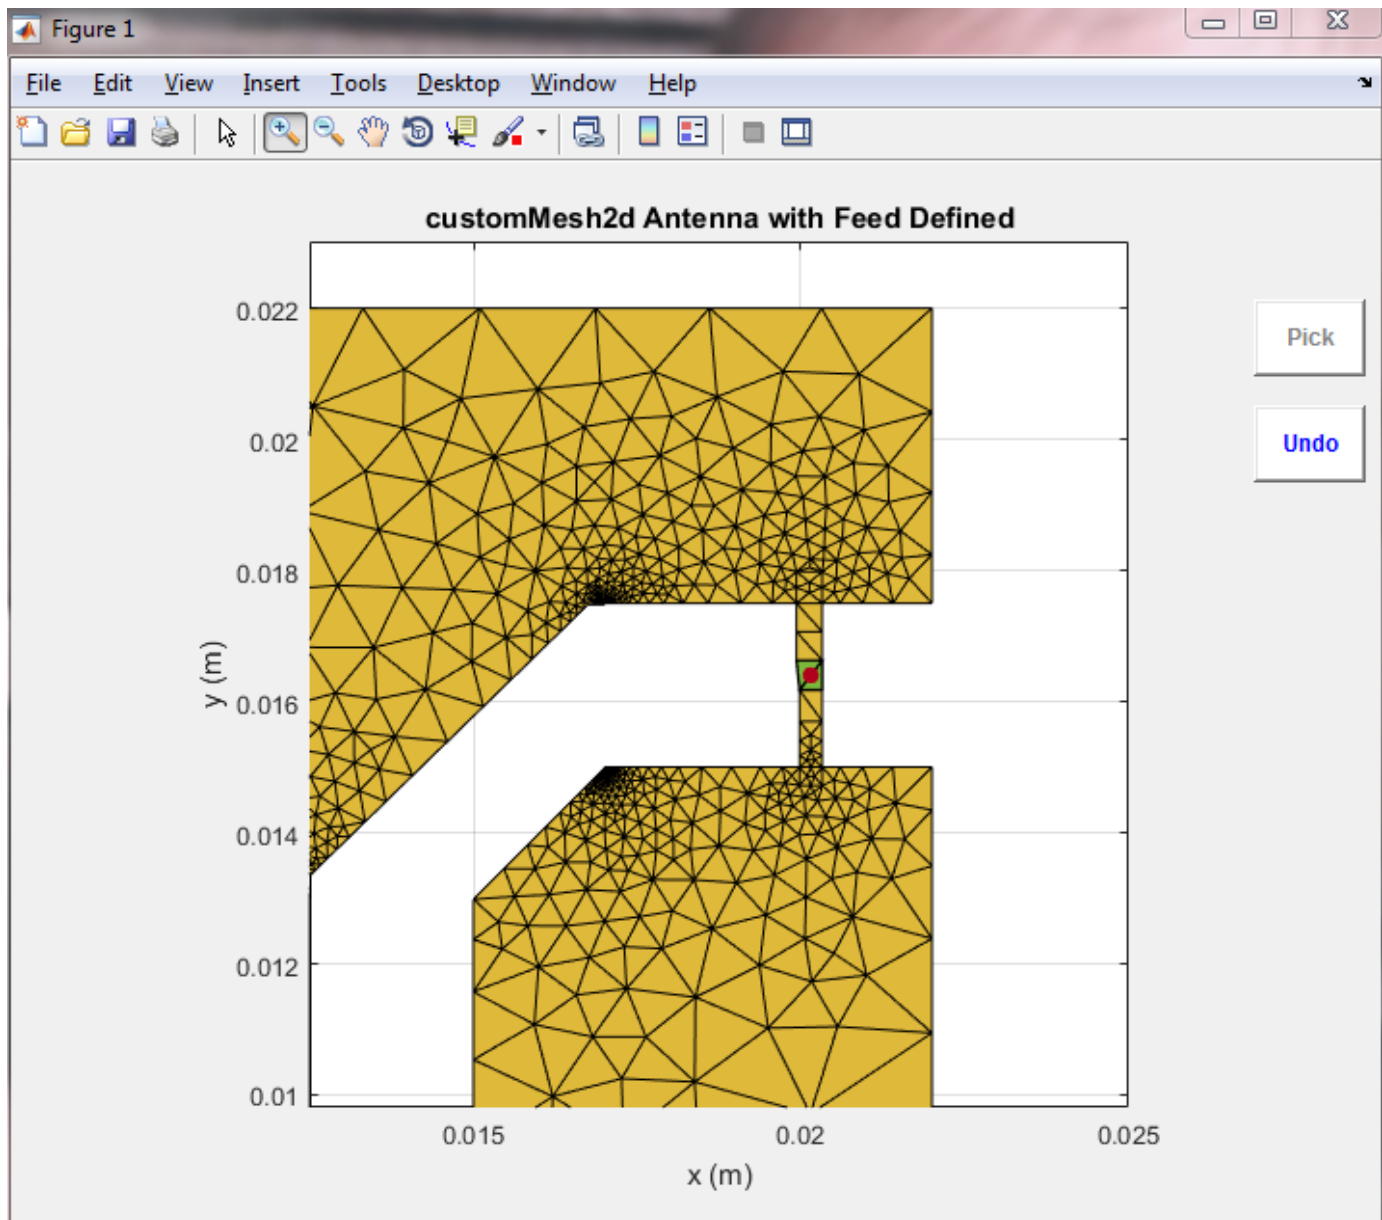 Figure 1
File Edit View Insert Tools Desktop Window Help
customMesh2d Antenna with Feed Defined
0.022
0.02
0.018
0.016
0.014
0.012
0.01
y (m)
0.015 0.02 0.025
x (m)
Pick
Undo